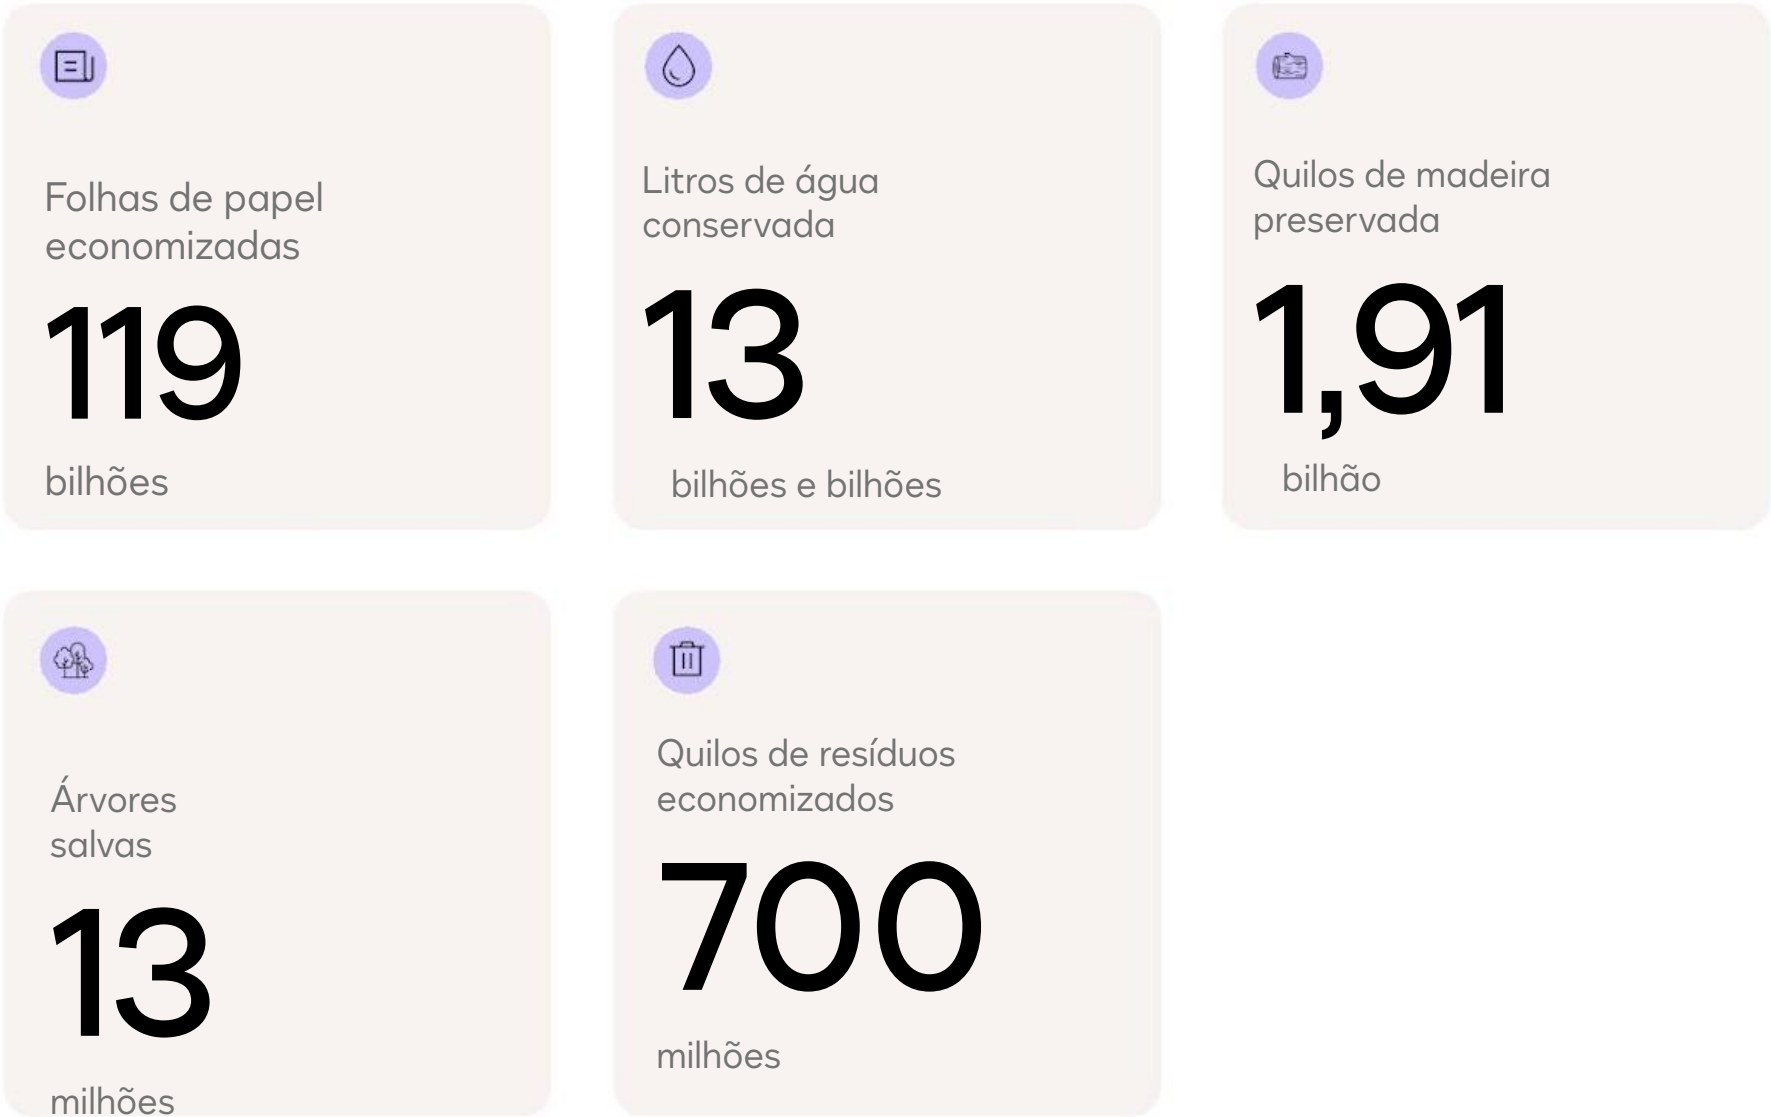 Folhas de papel
economizadas
119
bilhões
Litros de água
conservada
13
bilhões e bilhões
Quilos de madeira
preservada
1,91
bilhão
Árvores
salvas
13
milhões
Quilos de resíduos
economizados
700
milhões